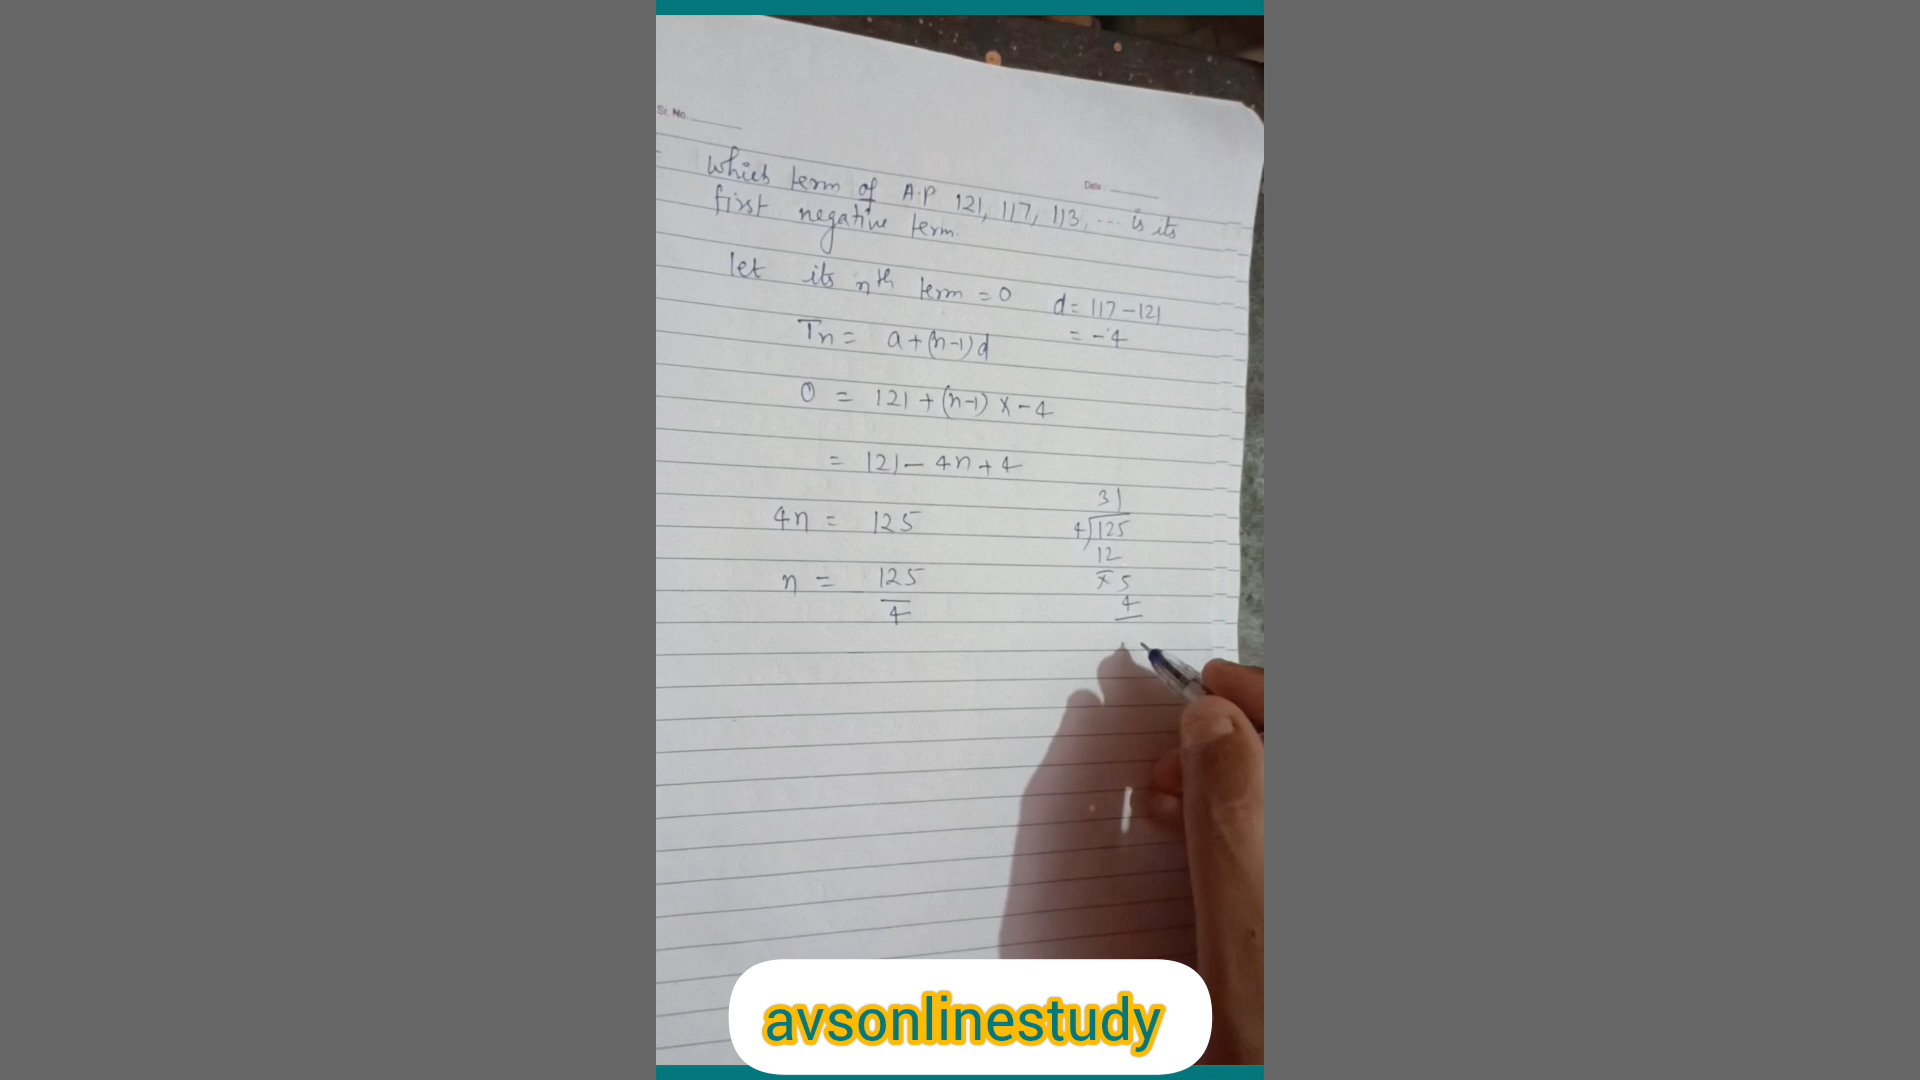 Sr. No.
Date :
Which term of A.P. 121, 117, 113, ... is its
first negative term.
let its nth term = 0 d = 117 - 121
= -4
Tn = a + (n-1)d
0 = 121 + (n-1) x -4
= 121 - 4n + 4
31
4n = 125 4)125
12
n = 125 x 5
4 4
avsonlinestudy